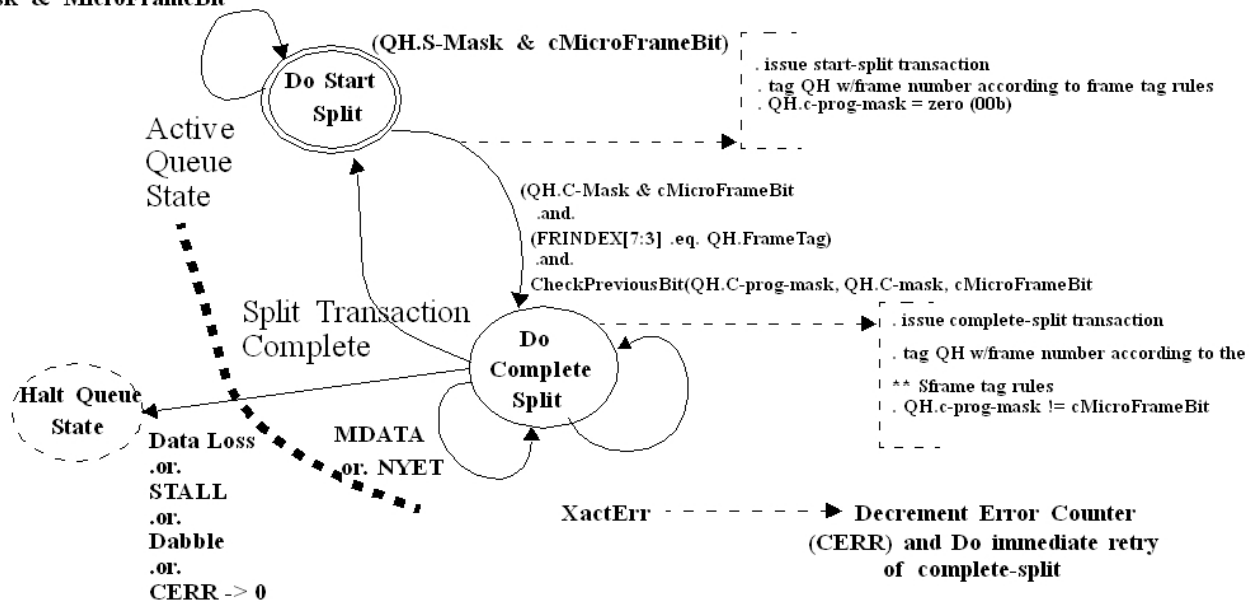 & MicroFrameBit
(QH.S-Mask & cMicroFrameBit)
Do Start
Split
. issue start-split transaction
. tag QH w/frame number according to frame tag rules
. QH.c-prog-mask = zero (00b)
Active
Queue
State
(QH.C-Mask & cMicroFrameBit
.and.
(FRINDEX[7:3] .eq. QH.FrameTag)
.and.
CheckPreviousBit(QH.C-prog-mask, QH.C-mask, cMicroFrameBit
Split Transaction
Complete
Do
Complete
Split
. issue complete-split transaction
. tag QH w/frame number according to the
** Sframe tag rules
. QH.c-prog-mask != cMicroFrameBit
Halt Queue
State
Data Loss
.or.
STALL
.or.
Dabble
.or.
CERR -> 0
MDATA
or. NYET
XactErr
Decrement Error Counter
(CERR) and Do immediate retry
of complete-split